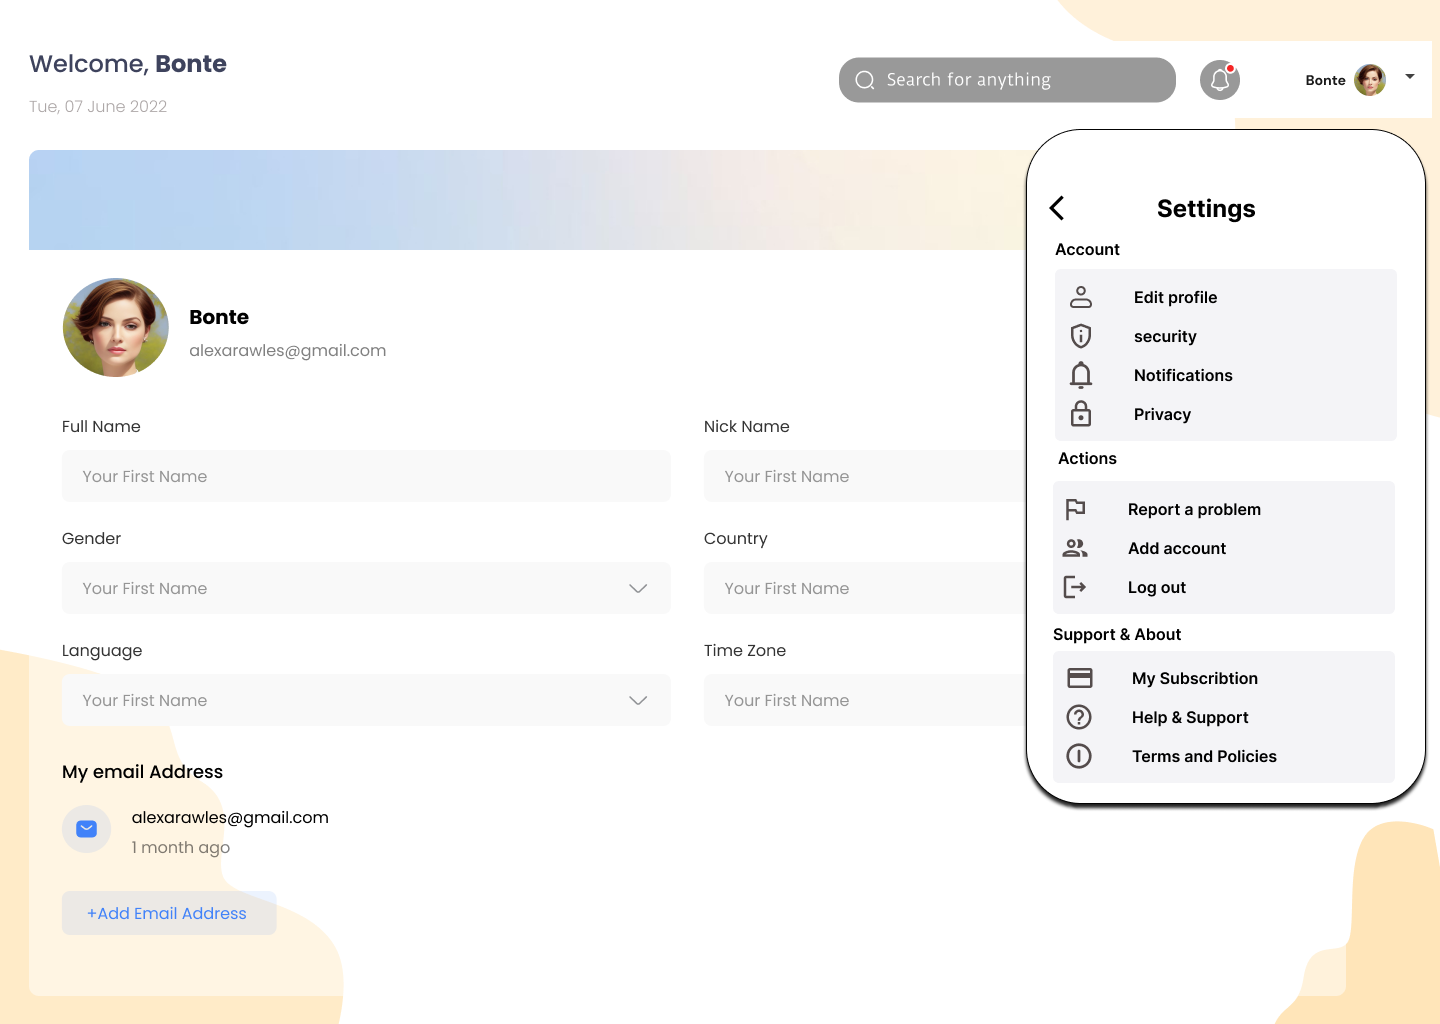 Welcome, Bonte
Tue, 07 June 2022
Search for anything
Bonte
Bonte
alexarawles@gmail.com
Full Name
Your First Name
Nick Name
Your First Name
Gender
Your First Name
Country
Your First Name
Language
Your First Name
Time Zone
Your First Name
My email Address
alexarawles@gmail.com
1 month ago
+Add Email Address
Settings
Account
Edit profile
security
Notifications
Privacy
Actions
Report a problem
Add account
Log out
Support & About
My Subscribtion
Help & Support
Terms and Policies